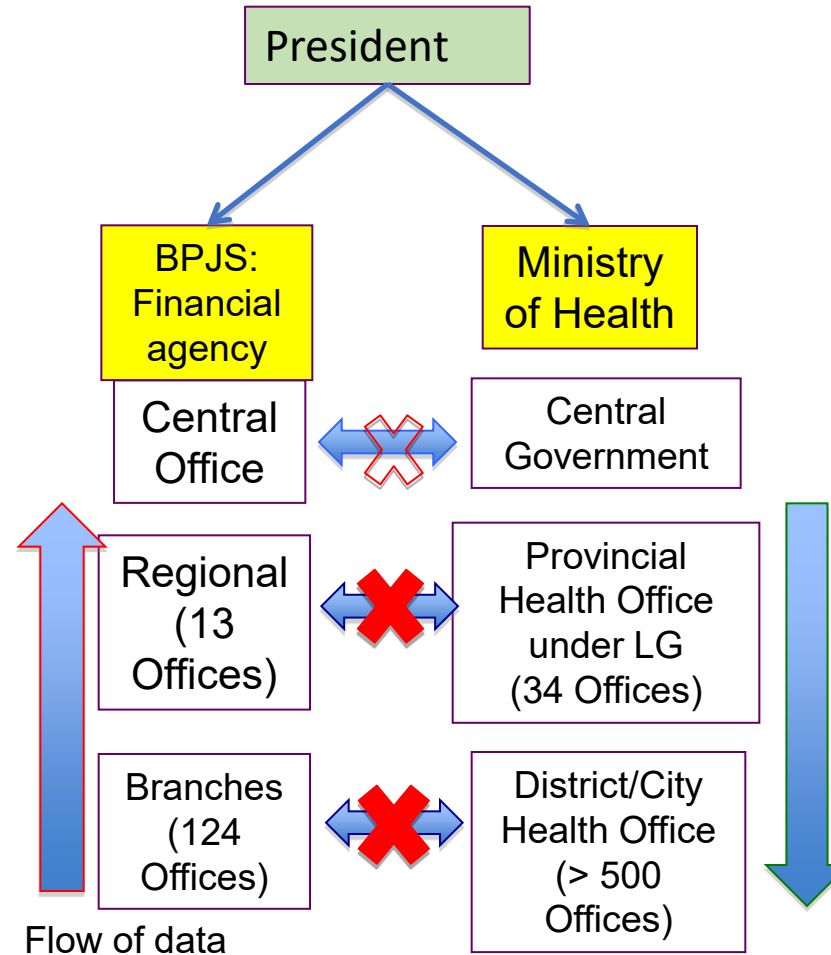 President
BPJS:
Financial
agency
Ministry
of Health
Central
Office
Central
Government
Regional
(13
Offices)
Provincial
Health Office
under LG
(34 Offices)
Branches
(124
Offices)
District/City
Health Office
(> 500
Offices)
Flow of data